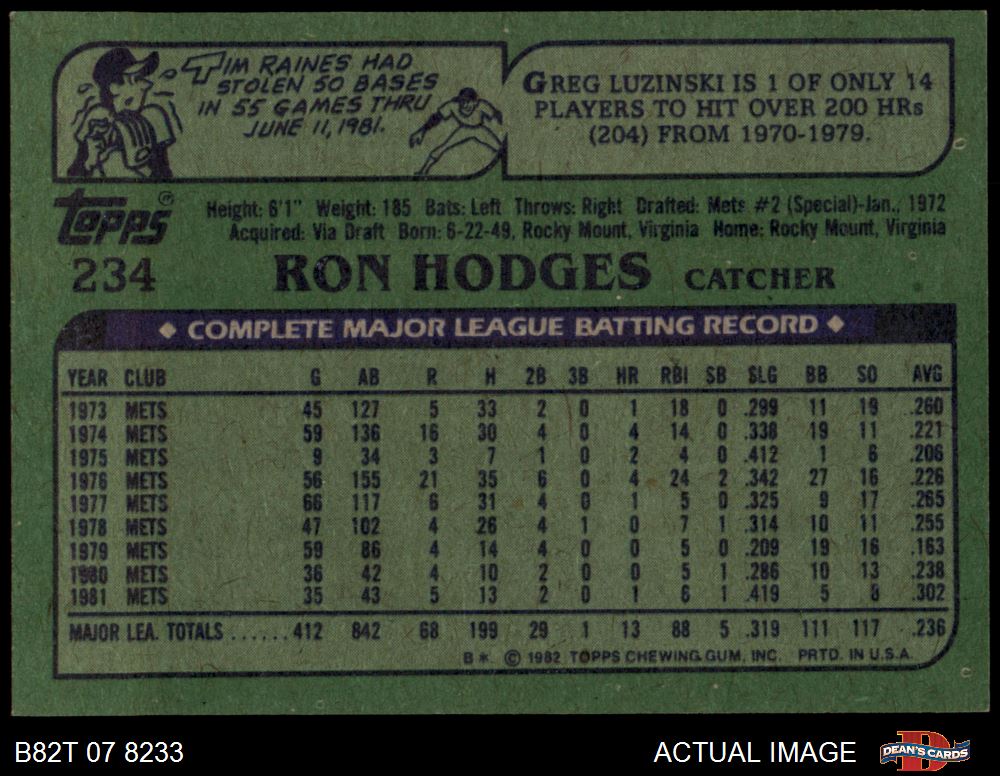 TIM RAINES HAD
STOLEN 50 BASES
IN 55 GAMES THRU
JUNE 11, 1981.
GREG LUZINSKI IS 1 OF ONLY 14
PLAYERS TO HIT OVER 200 HRs
(204) FROM 1970-1979.
topps®
Height: 6'1" Weight: 185 Bats: Left Throws: Right Drafted: Mets #2 (Special)-Jan., 1972
Acquired: Via Draft Born: 6-22-49, Rocky Mount, Virginia Home: Rocky Mount, Virginia
234 RON HODGES CATCHER
◆ COMPLETE MAJOR LEAGUE BATTING RECORD ◆
YEAR CLUB G AB R H 2B 3B HR RBI SB SLG BB SO AVG
1973 METS 45 127 5 33 2 0 1 18 0 .299 11 19 .260
1974 METS 59 136 16 30 4 0 4 14 0 .338 19 11 .221
1975 METS 9 34 3 7 1 0 2 4 0 .412 1 6 .206
1976 METS 56 155 21 35 6 0 4 24 2 .342 27 16 .226
1977 METS 66 117 6 31 4 0 1 5 0 .325 9 17 .265
1978 METS 47 102 4 26 4 1 0 7 1 .314 10 11 .255
1979 METS 59 86 4 14 4 0 0 5 0 .209 19 16 .163
1980 METS 36 42 4 10 2 0 0 5 1 .286 10 13 .238
1981 METS 35 43 5 13 2 0 1 6 1 .419 5 8 .302
MAJOR LEA. TOTALS ......412 842 68 199 29 1 13 88 5 .319 111 117 .236
B* © 1982 TOPPS CHEWING GUM, INC. PRTD. IN U.S.A.
B82T 07 8233
ACTUAL IMAGE
D
DEAN'S CARDS